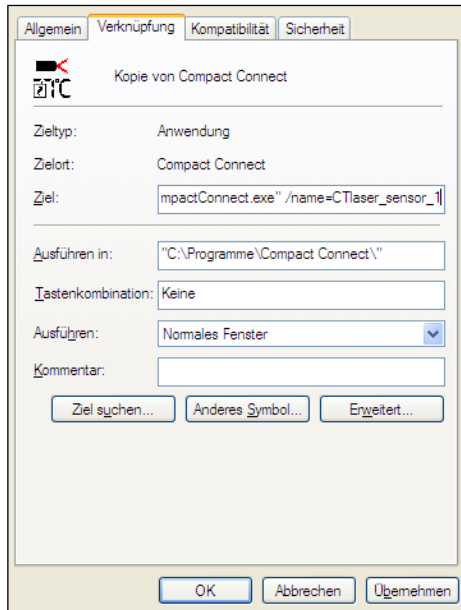 Allgemein Verknüpfung Kompatibilität Sicherheit
1°C
Kopie von Compact Connect
Zieltyp: Anwendung
Zielort: Compact Connect
Ziel: mpactConnect.exe" /name=CTlaser_sensor_1
Ausführen in: "C:\Programme\Compact Connect\"
Tastenkombination: Keine
Ausführen: Normales Fenster
Kommentar:
Ziel suchen... Anderes Symbol... Erweitert...
OK Abbrechen Übernehmen